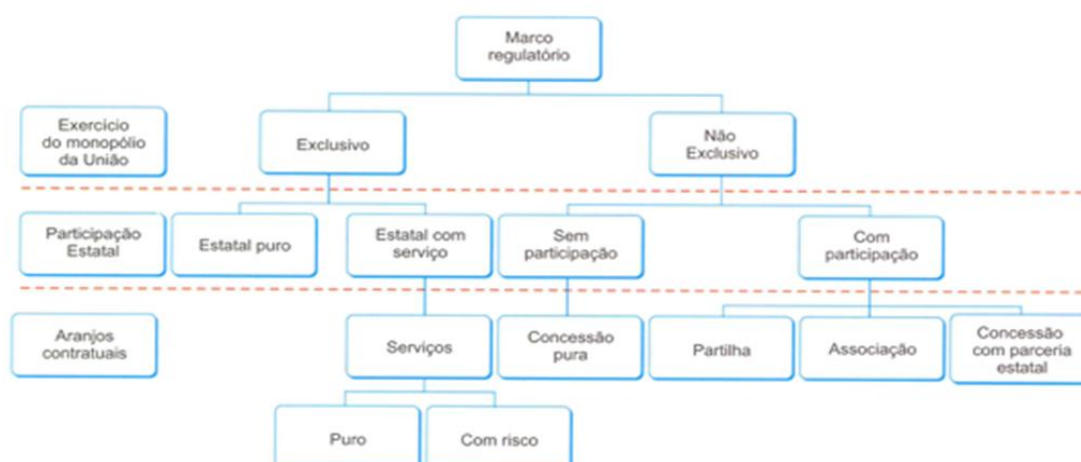 Marco
regulatório
Exercício
do monopólio
da União
Exclusivo
Não
Exclusivo
Participação
Estatal
Estatal puro
Estatal com
serviço
Sem
participação
Com
participação
Aranjos
contratuais
Serviços
Concessão
pura
Partilha
Associação
Concessão
com parceria
estatal
Puro
Com risco